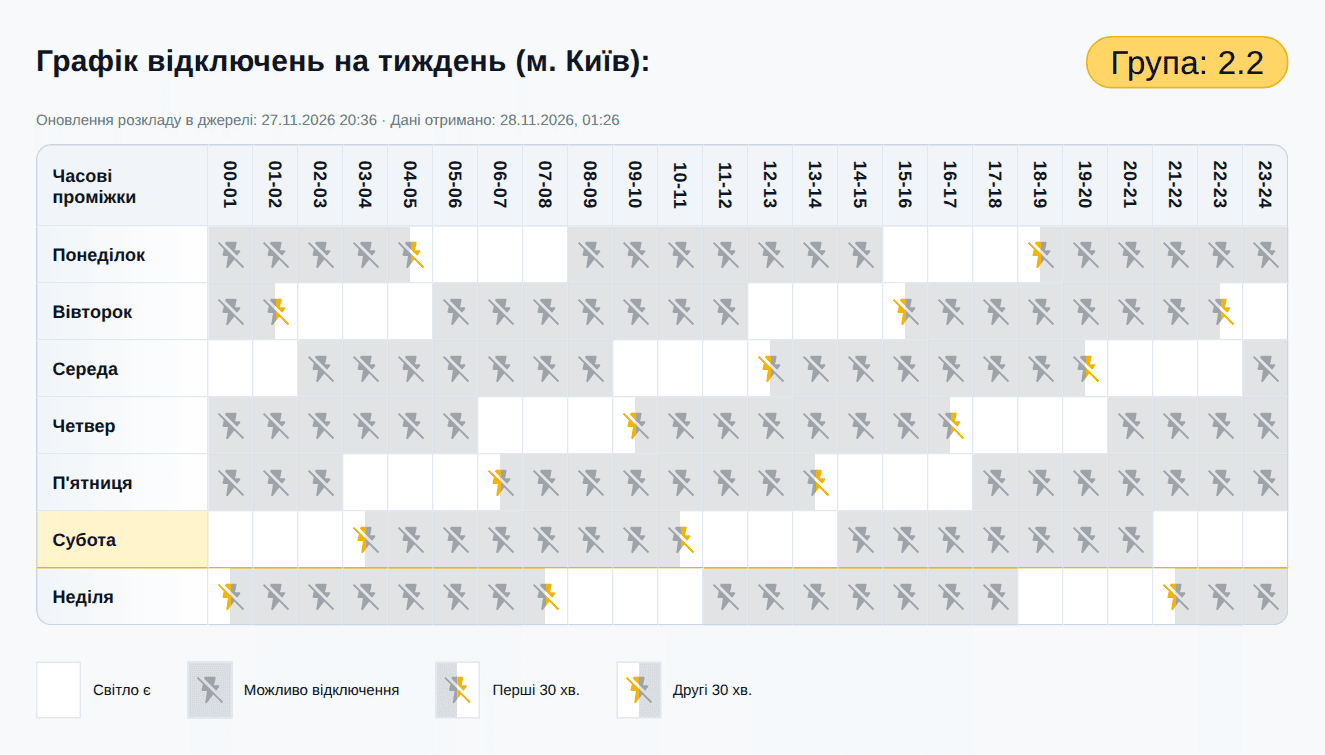 Графік відключень на тиждень (м. Київ):
Група: 2.2
Оновлення розкладу в джерелі: 27.11.2026 20:36 · Дані отримано: 28.11.2026, 01:26
Часові
проміжки
00-01
01-02
02-03
03-04
04-05
05-06
06-07
07-08
08-09
09-10
10-11
11-12
12-13
13-14
14-15
15-16
16-17
17-18
18-19
19-20
20-21
21-22
22-23
23-24
Понеділок
Вівторок
Середа
Четвер
П'ятниця
Субота
Неділя
Світло є
Можливо відключення
Перші 30 хв.
Другі 30 хв.